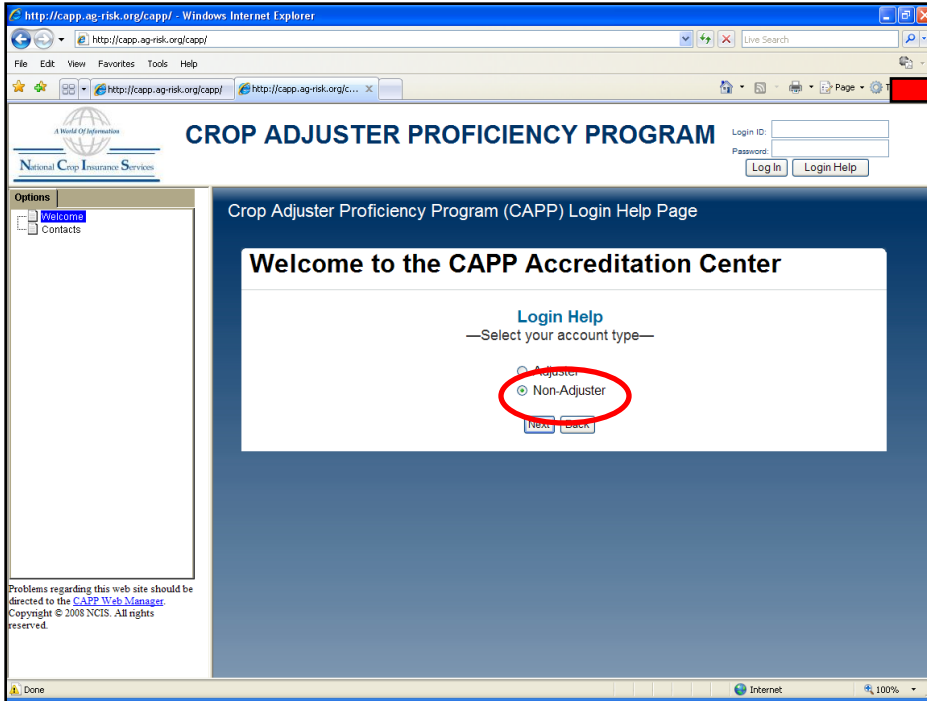 http://capp.ag-risk.org/capp/ - Windows Internet Explorer
http://capp.ag-risk.org/capp/
Live Search
File Edit View Favorites Tools Help
http://capp.ag-risk.org/capp/ http://capp.ag-risk.org/c... Page
A World Of Information
National Crop Insurance Services
CROP ADJUSTER PROFICIENCY PROGRAM
Login ID:
Password:
Log In Login Help
Options
Welcome
Contacts
Crop Adjuster Proficiency Program (CAPP) Login Help Page
Welcome to the CAPP Accreditation Center
Login Help
—Select your account type—
Adjuster
Non-Adjuster
Next Back
Problems regarding this web site should be
directed to the CAPP Web Manager.
Copyright © 2008 NCIS. All rights
reserved.
Done Internet 100%